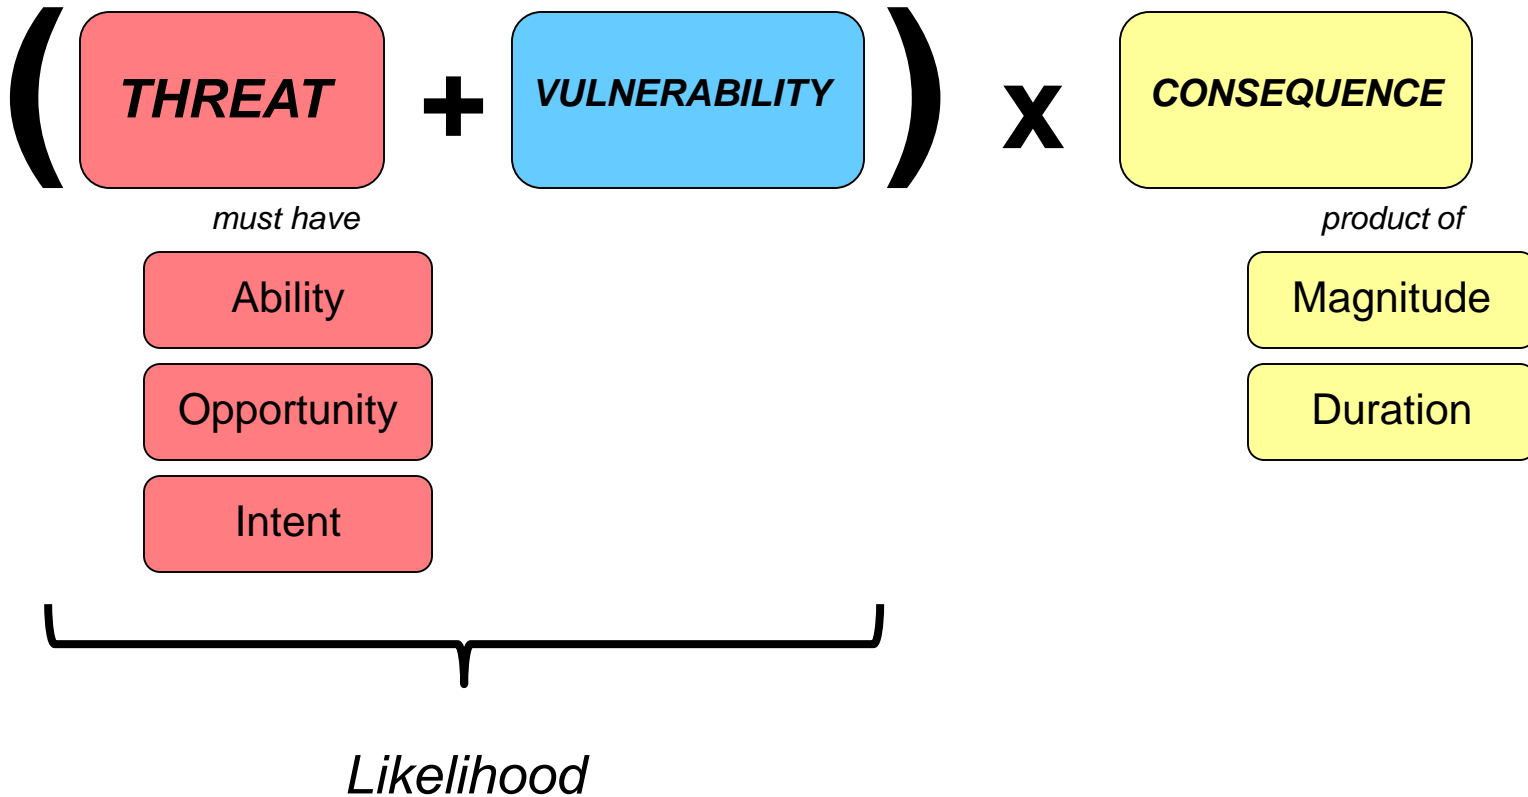 ( THREAT + VULNERABILITY ) x CONSEQUENCE
must have
product of
Ability
Magnitude
Opportunity
Duration
Intent
Likelihood